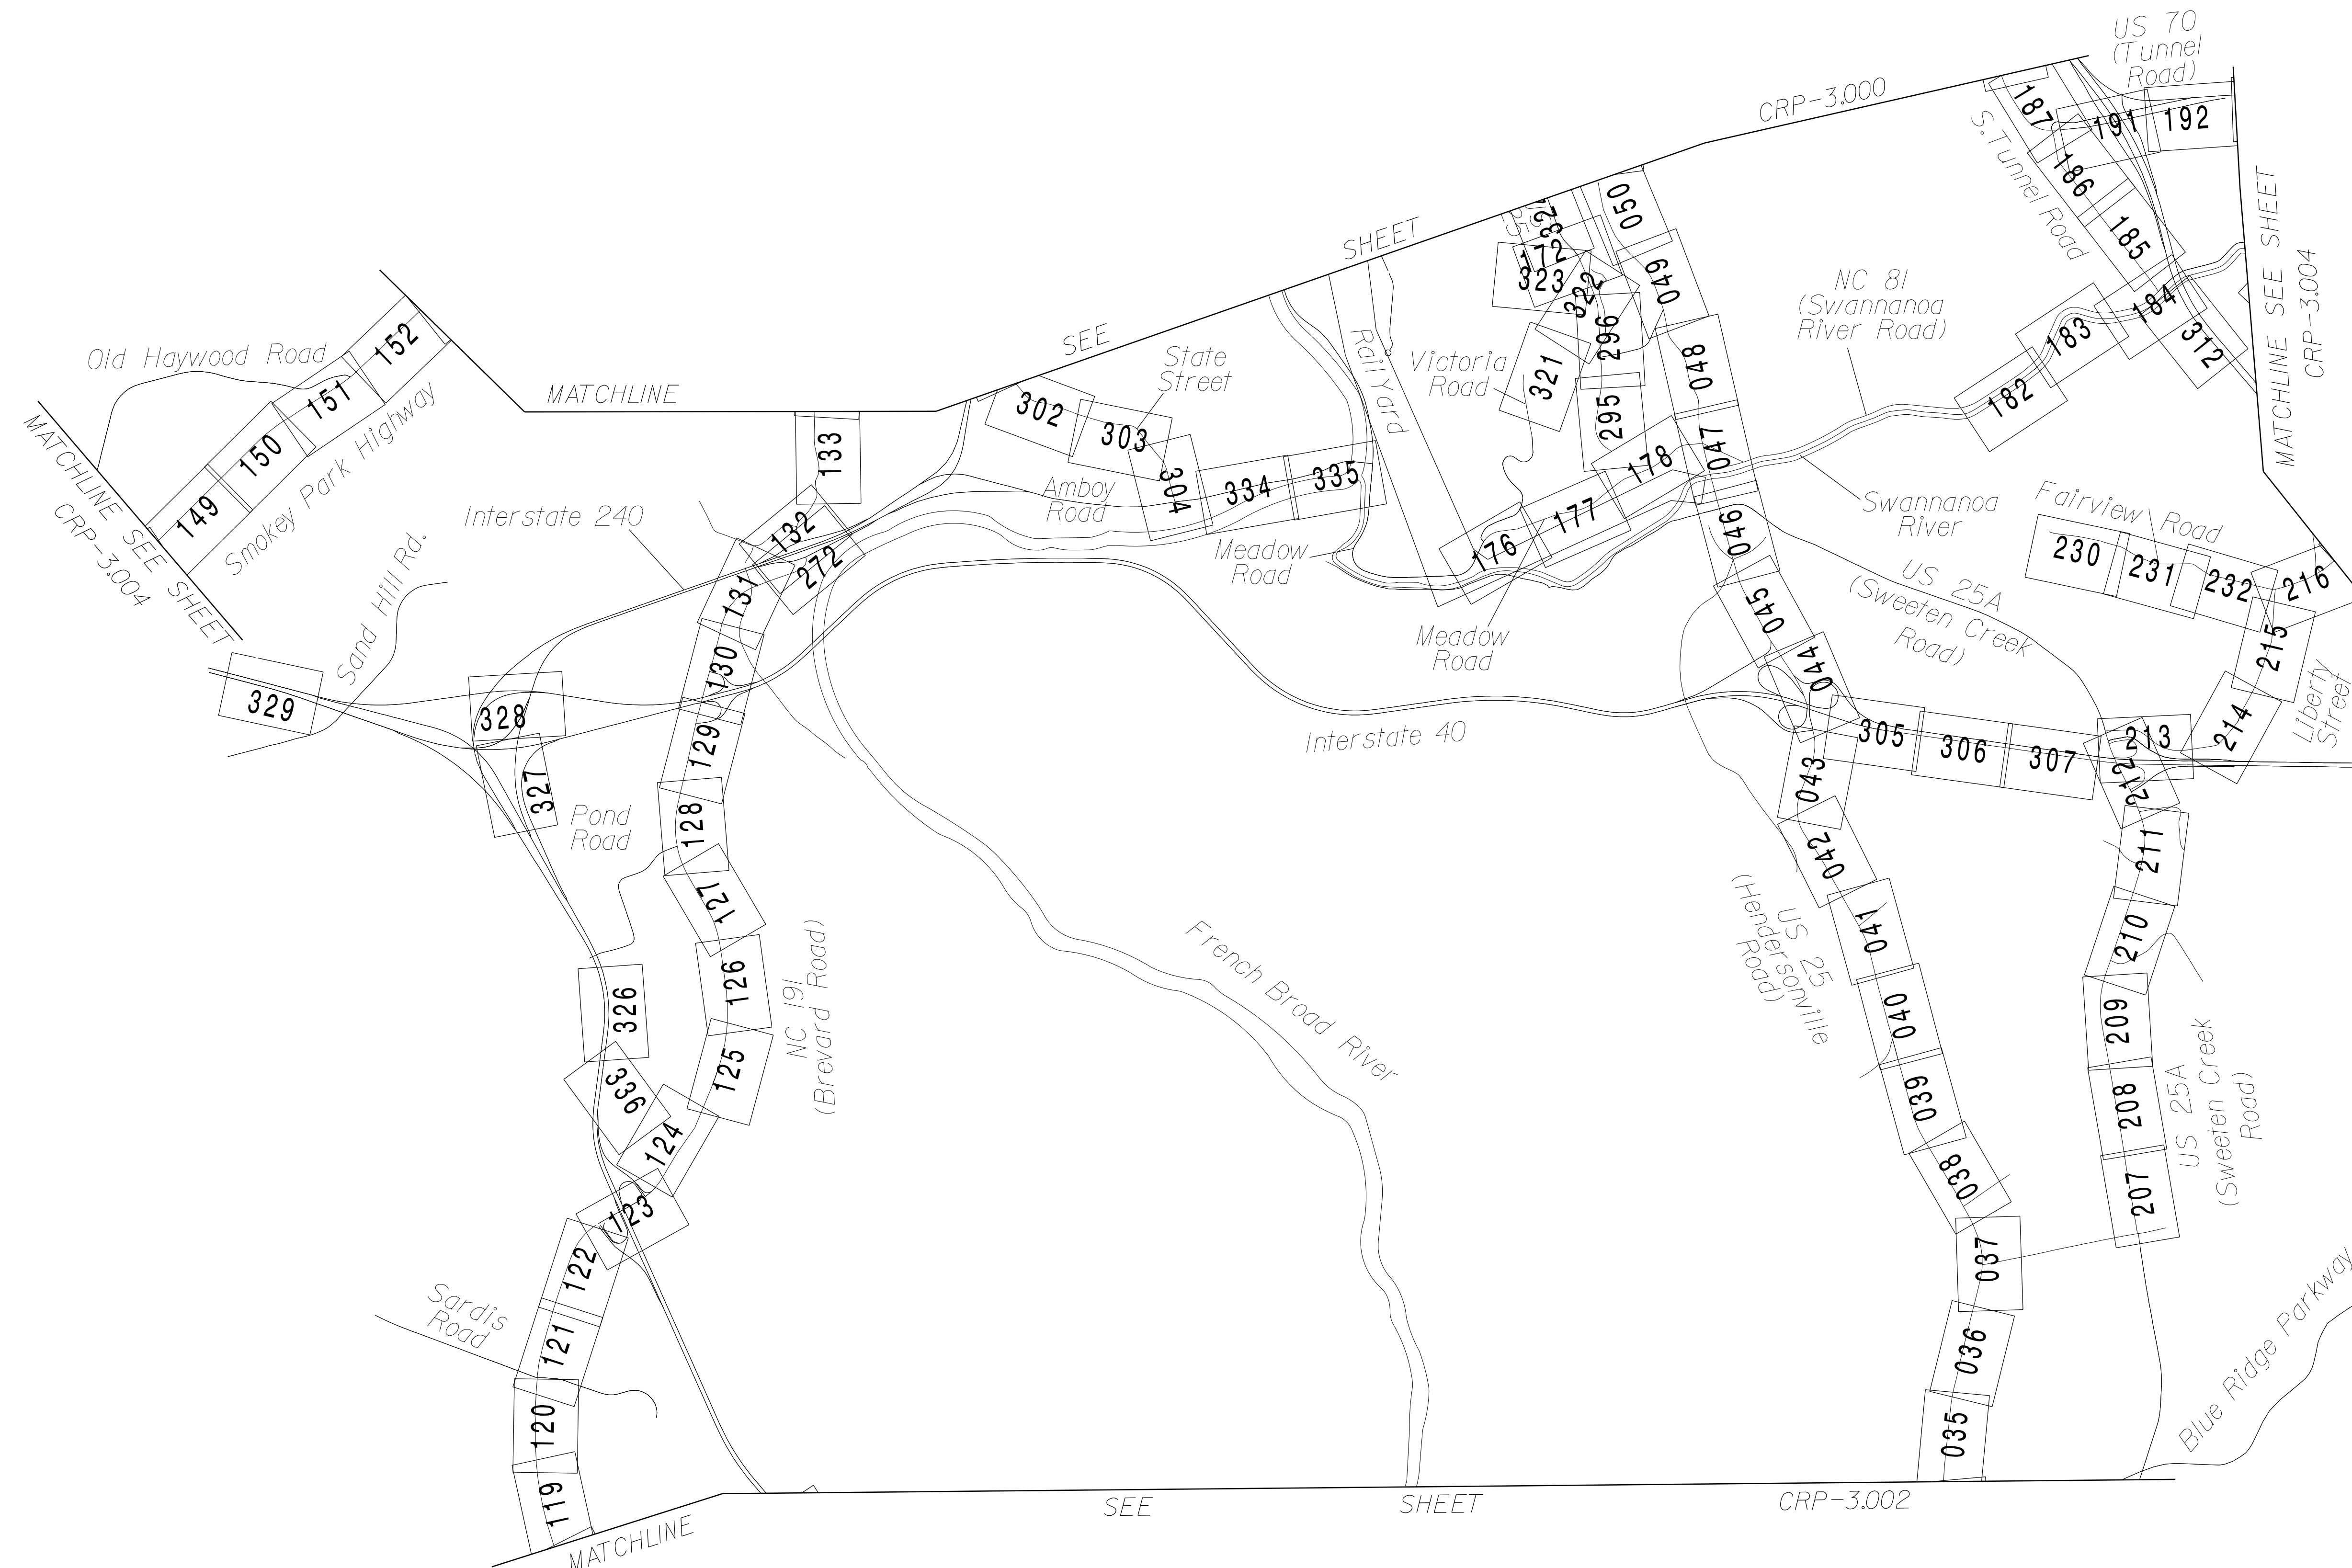 US 70
(Tunnel
Road)
CRP-3.000
187
191
192
S.Tunnel Road
186
185
MATCHLINE SEE SHEET
CRP-3.004
050
SHEET
172
323
322
049
NC 81
(Swannanoa
River Road)
184
183
312
182
152
Old Haywood Road
151
150
149
Smokey Park Highway
MATCHLINE SEE SHEET
CRP-3.004
MATCHLINE
SEE
State
Street
302
303
304
334
335
Amboy
Road
Rail Yard
Victoria
Road
321
296
295
048
047
178
177
176
046
Swannanoa
River
Fairview Road
230
231
232
216
215
214
Liberty
Street
133
132
272
131
130
129
128
127
126
125
124
123
122
121
120
119
Interstate 240
Sand Hill Rd.
329
328
327
Pond
Road
326
336
Meadow
Road
Meadow
Road
US 25A
(Sweeten Creek
Road)
045
044
043
042
041
040
039
038
037
036
035
305
306
307
213
212
211
210
209
208
207
Interstate 40
US 25
(Hendersonville
Road)
NC 191
(Brevard Road)
French Broad River
US 25A
(Sweeten Creek
Road)
Sardis
Road
Blue Ridge Parkway
MATCHLINE
SEE
SHEET
CRP-3.002